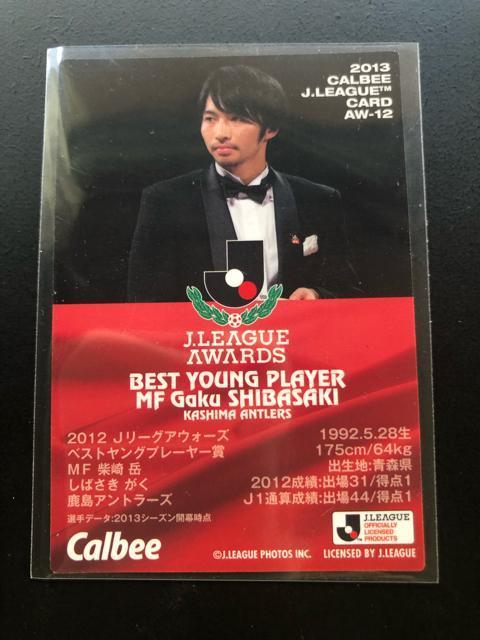 2013
CALBEE
J.LEAGUE™
CARD
AW-12
J.LEAGUE
AWARDS
BEST YOUNG PLAYER
MF Gaku SHIBASAKI
KASHIMA ANTLERS
2012 Jリーグアウォーズ
ベストヤングプレーヤー賞
MF 柴崎 岳
しばさき がく
鹿島アントラーズ
選手データ:2013シーズン開幕時点
1992.5.28生
175cm/64kg
出生地:青森県
2012成績:出場31/得点1
J1通算成績:出場44/得点1
Calbee
J.LEAGUE
OFFICIALLY
LICENSED
PRODUCTS
©J.LEAGUE PHOTOS INC.
LICENSED BY J.LEAGUE